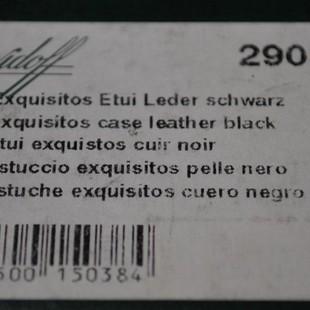 idoff 290
xquisitos Etui Leder schwarz
xquisitos case leather black
tui exquistos cuir noir
stuccio exquisitos pelle nero
stuche exquisitos cuero negro
500 150384